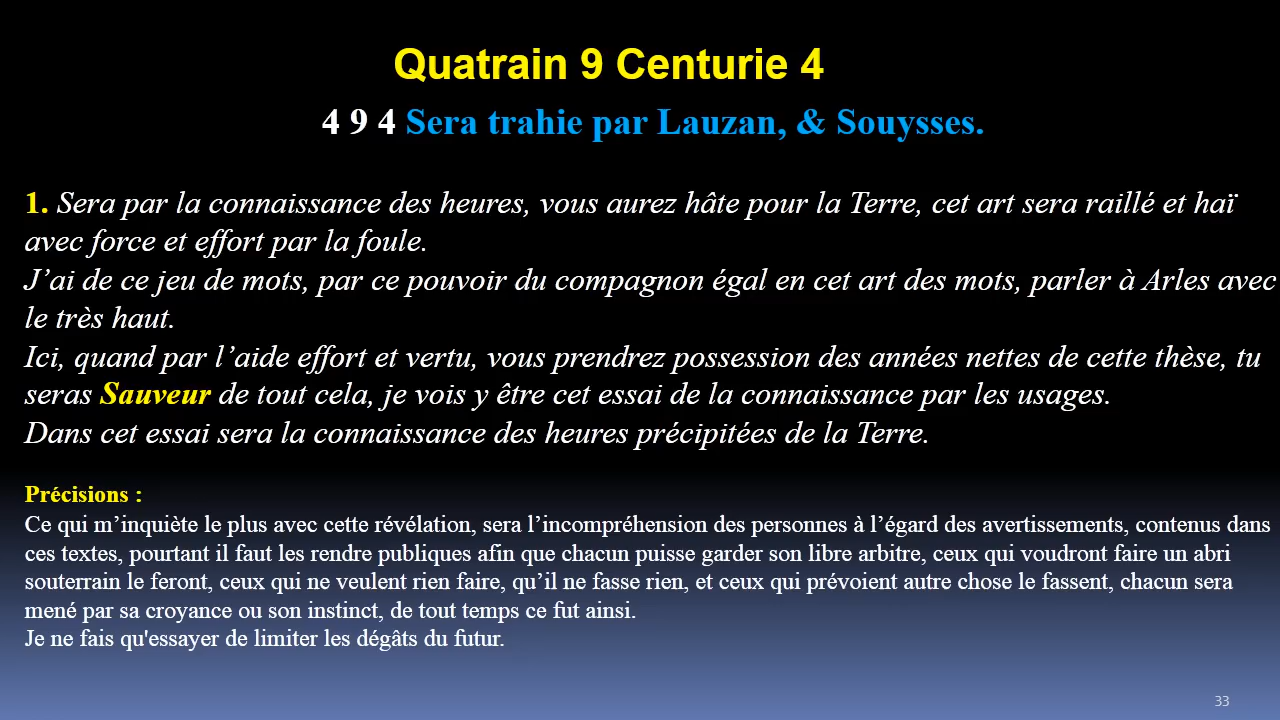 Quatrain 9 Centurie 4
4 9 4 Sera trahie par Lauzan, & Souysses.
1. Sera par la connaissance des heures, vous aurez hâte pour la Terre, cet art sera raillé et haï
avec force et effort par la foule.
J’ai de ce jeu de mots, par ce pouvoir du compagnon égal en cet art des mots, parler à Arles avec
le très haut.
Ici, quand par l’aide effort et vertu, vous prendrez possession des années nettes de cette thèse, tu
seras Sauveur de tout cela, je vois y être cet essai de la connaissance par les usages.
Dans cet essai sera la connaissance des heures précipitées de la Terre.
Précisions :
Ce qui m’inquiète le plus avec cette révélation, sera l’incompréhension des personnes à l’égard des avertissements, contenus dans
ces textes, pourtant il faut les rendre publiques afin que chacun puisse garder son libre arbitre, ceux qui voudront faire un abri
souterrain le feront, ceux qui ne veulent rien faire, qu’il ne fasse rien, et ceux qui prévoient autre chose le fassent, chacun sera
mené par sa croyance ou son instinct, de tout temps ce fut ainsi.
Je ne fais qu'essayer de limiter les dégâts du futur.
33